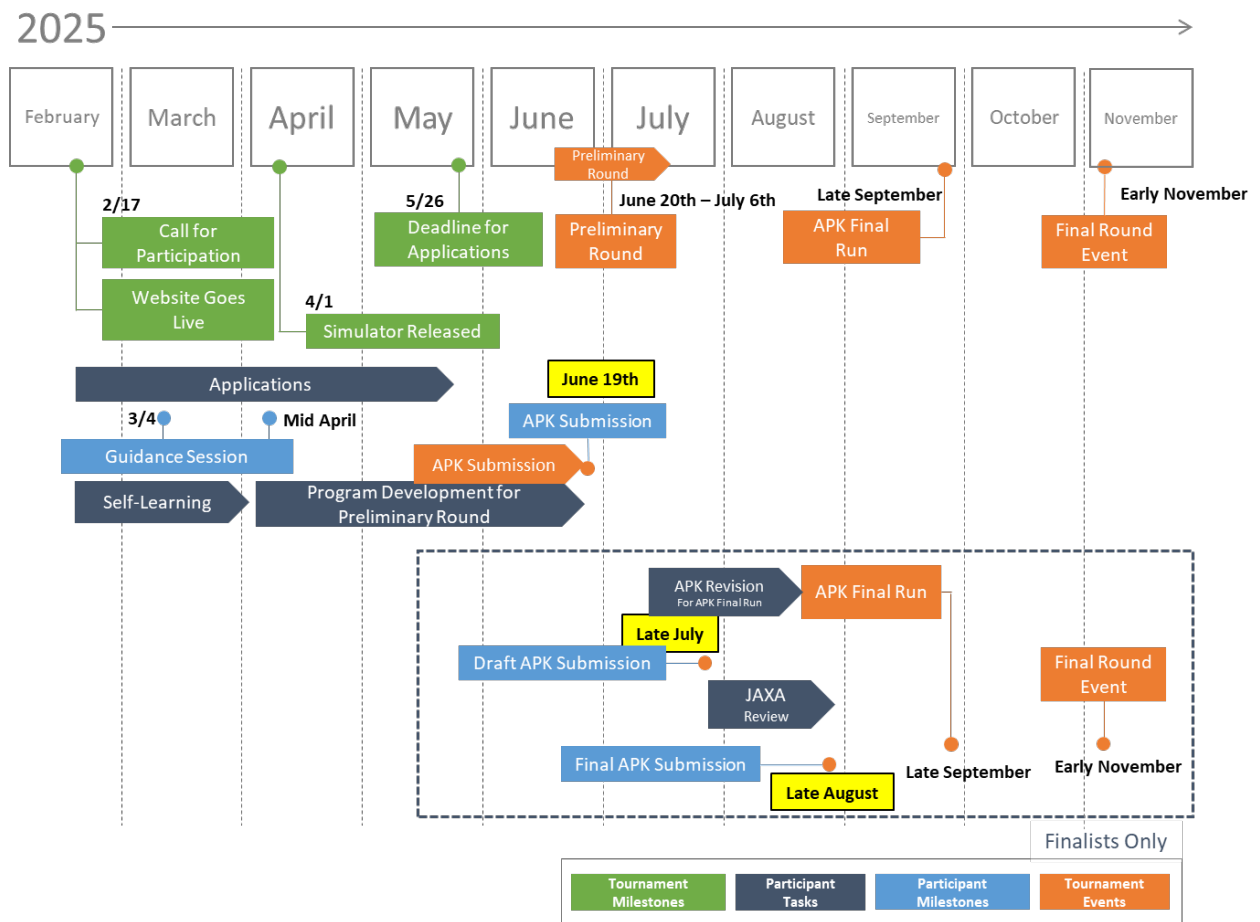 2025
February
March
April
May
June
July
August
September
October
November
Preliminary
Round
2/17
Call for
Participation
Website Goes
Live
4/1
Simulator Released
5/26
Deadline for
Applications
June 20th – July 6th
Preliminary
Round
Late September
APK Final
Run
Early November
Final Round
Event
Applications
June 19th
APK Submission
3/4
Mid April
Guidance Session
APK Submission
Self-Learning
Program Development for
Preliminary Round
APK Revision
For APK Final Run
APK Final Run
Late July
Draft APK Submission
JAXA
Review
Final Round
Event
Final APK Submission
Late August
Late September
Early November
Finalists Only
Tournament
Milestones
Participant
Tasks
Participant
Milestones
Tournament
Events